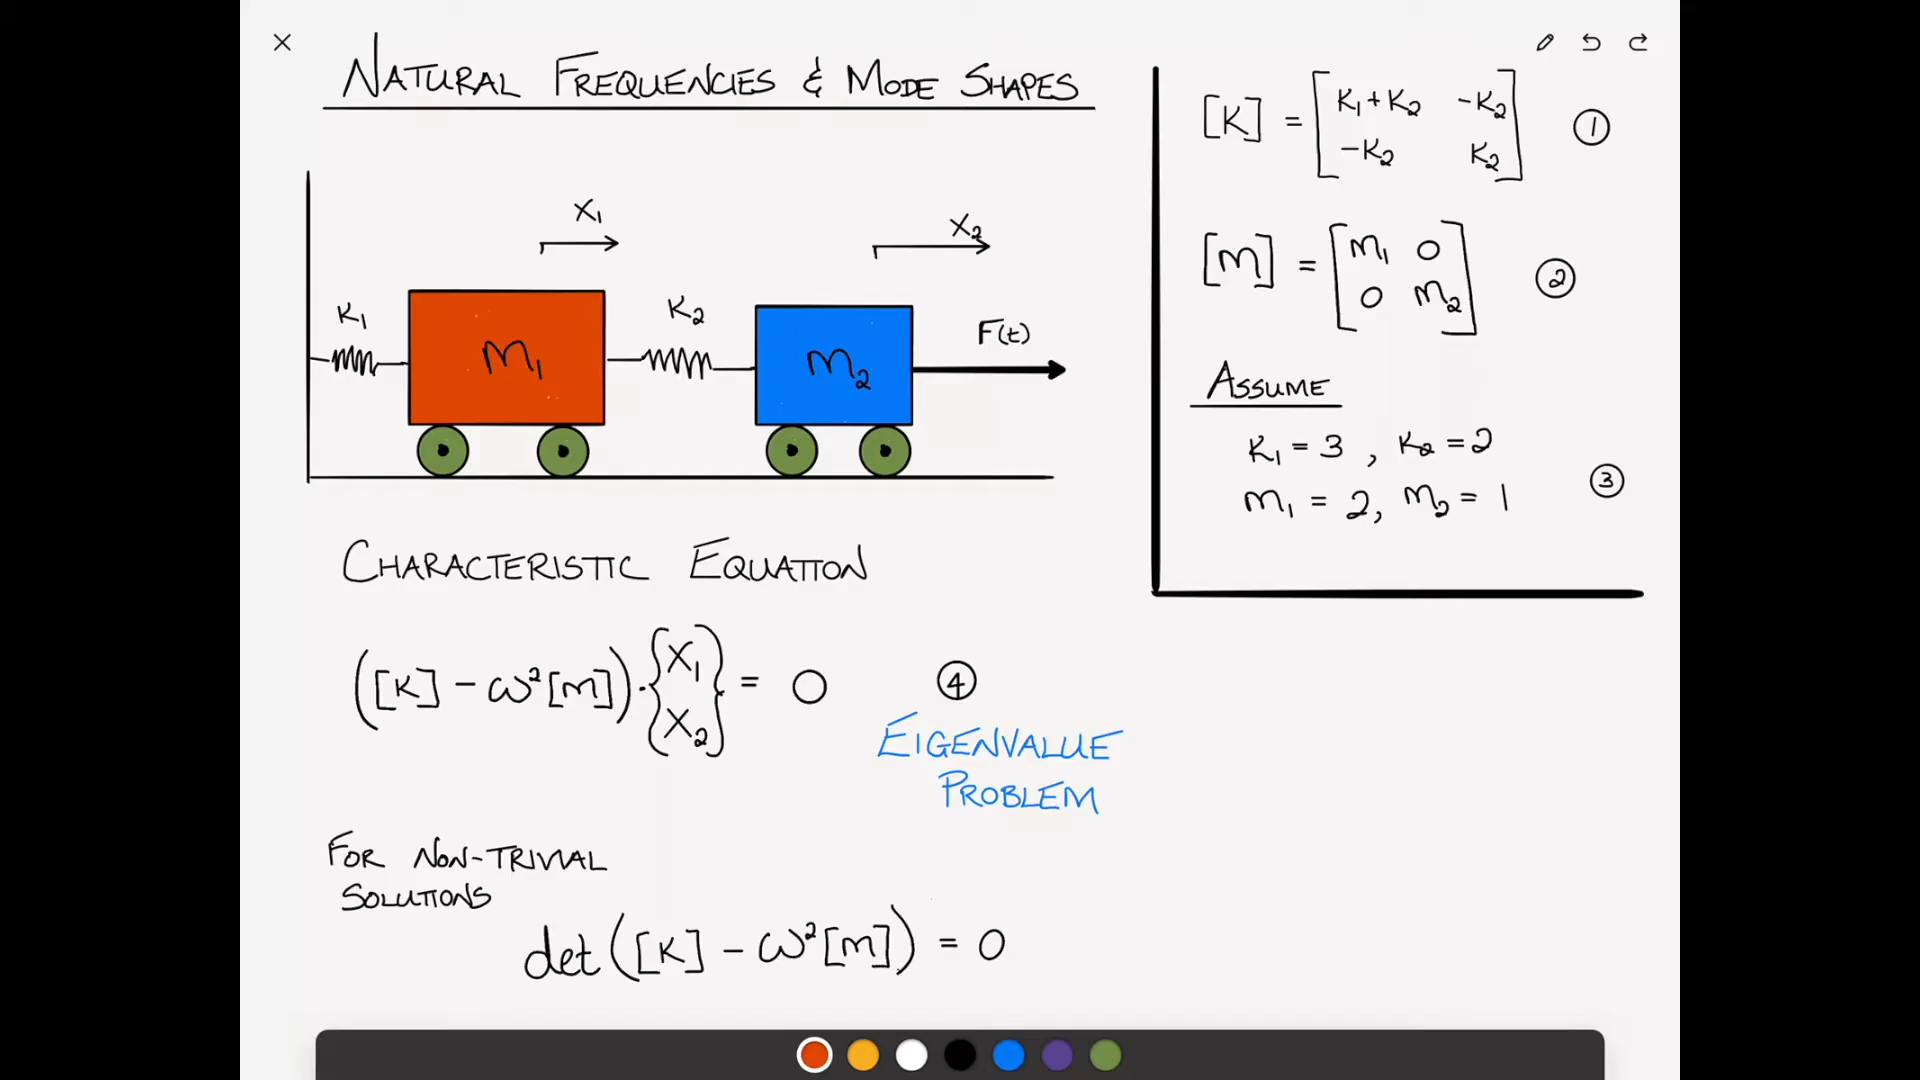 NATURAL FREQUENCIES & MODE SHAPES
X₁
X₂
K₁
K₂
F(t)
M₁
M₂
CHARACTERISTIC EQUATION
([K] - ω²[M]) · {X₁ X₂} = 0 ④
EIGENVALUE
PROBLEM
FOR NON-TRIVIAL
SOLUTIONS
det([K] - ω²[M]) = 0
[K] = [K₁+K₂ -K₂
-K₂ K₂] ①
[M] = [M₁ 0
0 M₂] ②
ASSUME
K₁ = 3 , K₂ = 2
M₁ = 2, M₂ = 1 ③